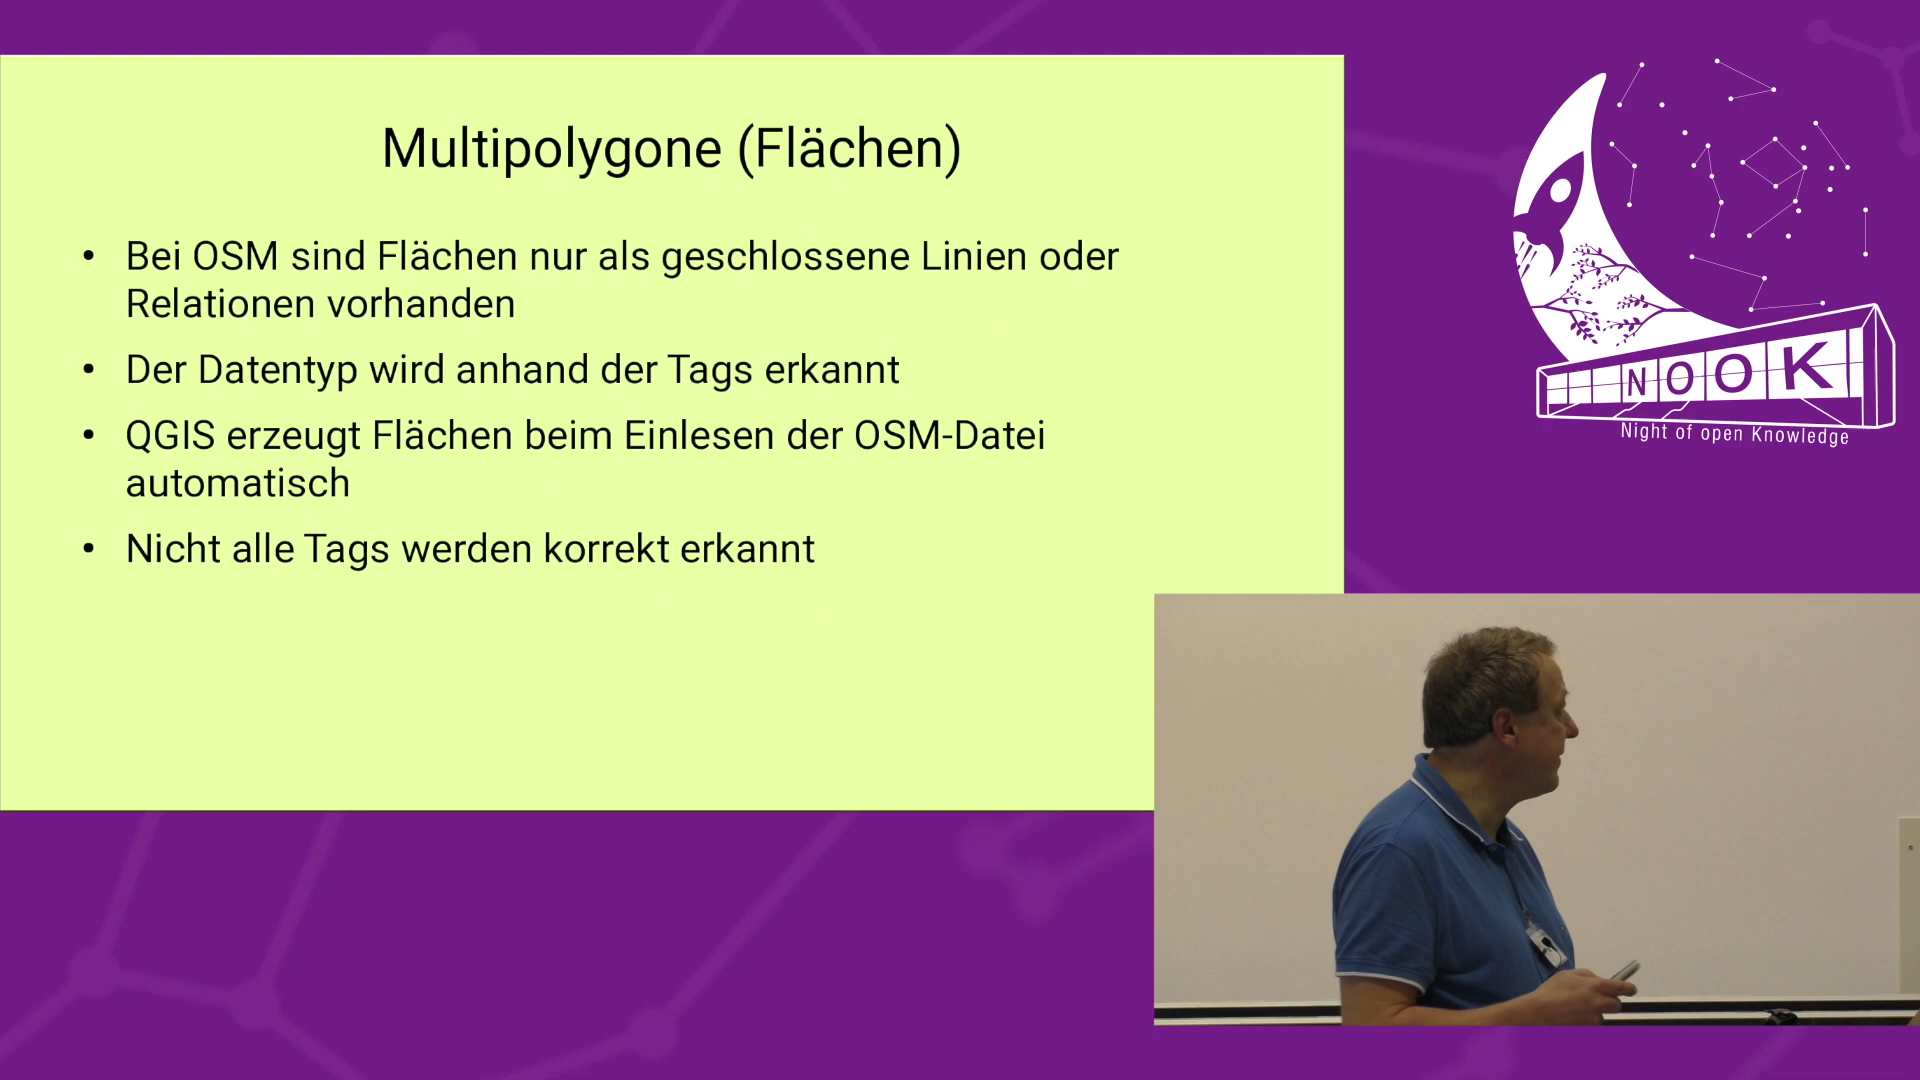 Multipolygone (Flächen)
• Bei OSM sind Flächen nur als geschlossene Linien oder
Relationen vorhanden
• Der Datentyp wird anhand der Tags erkannt
• QGIS erzeugt Flächen beim Einlesen der OSM-Datei
automatisch
• Nicht alle Tags werden korrekt erkannt
NOOK
Night of open Knowledge